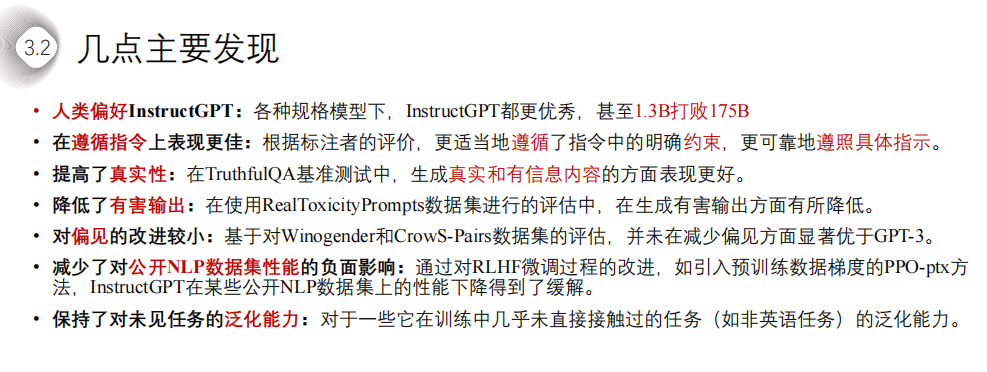 3.2
几点主要发现
• 人类偏好InstructGPT：各种规格模型下，InstructGPT都更优秀，甚至1.3B打败175B
• 在遵循指令上表现更佳：根据标注者的评价，更适当地遵循了指令中的明确约束，更可靠地遵照具体指示。
• 提高了真实性：在TruthfulQA基准测试中，生成真实和有信息内容的方面表现更好。
• 降低了有害输出：在使用RealToxicityPrompts数据集进行的评估中，在生成有害输出方面有所降低。
• 对偏见的改进较小：基于对Winogender和CrowS-Pairs数据集的评估，并未在减少偏见方面显著优于GPT-3。
• 减少了对公开NLP数据集性能的负面影响：通过对RLHF微调过程的改进，如引入预训练数据梯度的PPO-ptx方
法，InstructGPT在某些公开NLP数据集上的性能下降得到了缓解。
• 保持了对未见任务的泛化能力：对于一些它在训练中几乎未直接接触过的任务（如非英语任务）的泛化能力。